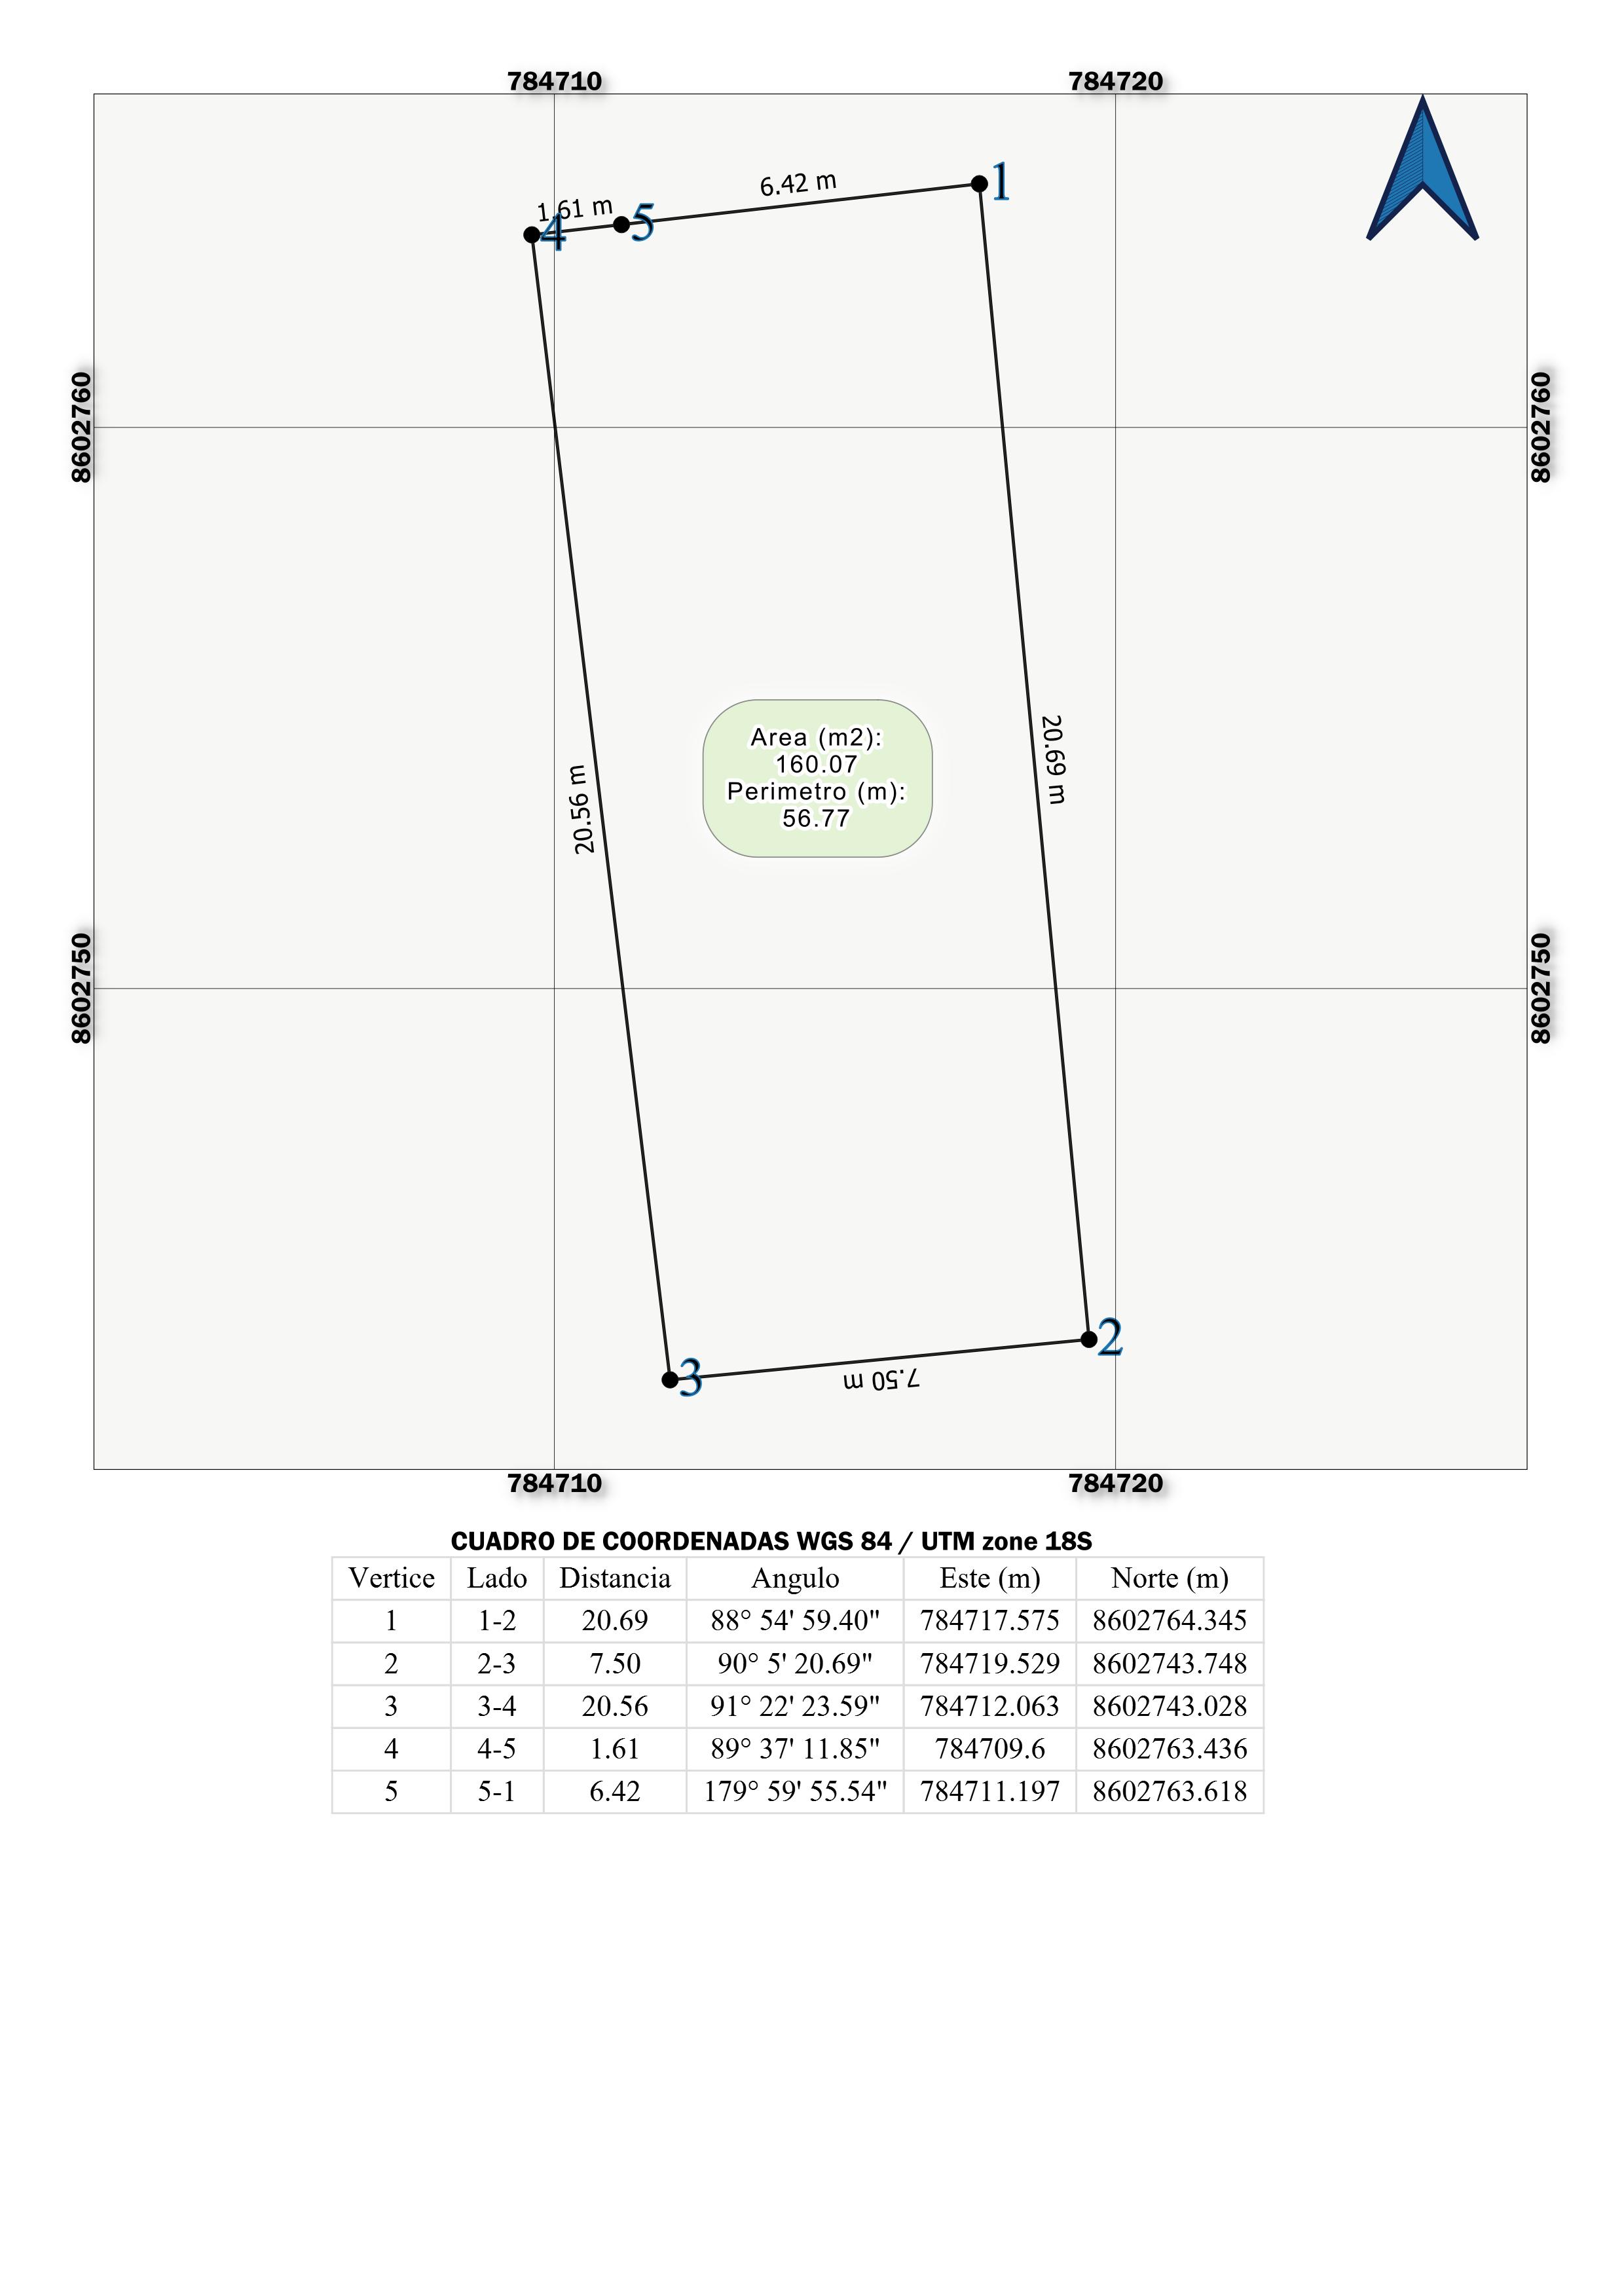 784710 784720
1
6.42 m
1.61 m
4 5
8602760 8602760
20.69 m
Area (m2):
160.07
Perimetro (m):
56.77
20.56 m
8602750 8602750
2
3
7.50 m
784710 784720
CUADRO DE COORDENADAS WGS 84 / UTM zone 18S
Vertice Lado Distancia Angulo Este (m) Norte (m)
1 1-2 20.69 88° 54' 59.40" 784717.575 8602764.345
2 2-3 7.50 90° 5' 20.69" 784719.529 8602743.748
3 3-4 20.56 91° 22' 23.59" 784712.063 8602743.028
4 4-5 1.61 89° 37' 11.85" 784709.6 8602763.436
5 5-1 6.42 179° 59' 55.54" 784711.197 8602763.618